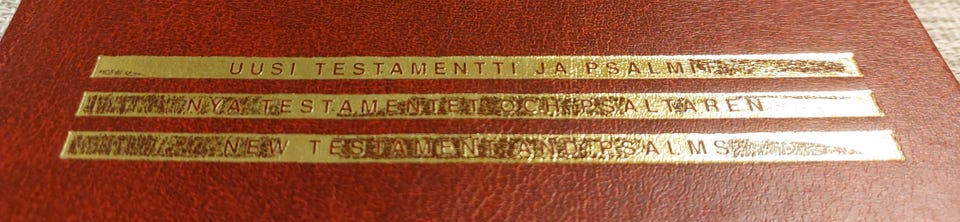 UUSI TESTAMENTTI JA PSALMIT
NYA TESTAMENTET OCH PSALTAREN
NEW TESTAMENT AND PSALMS